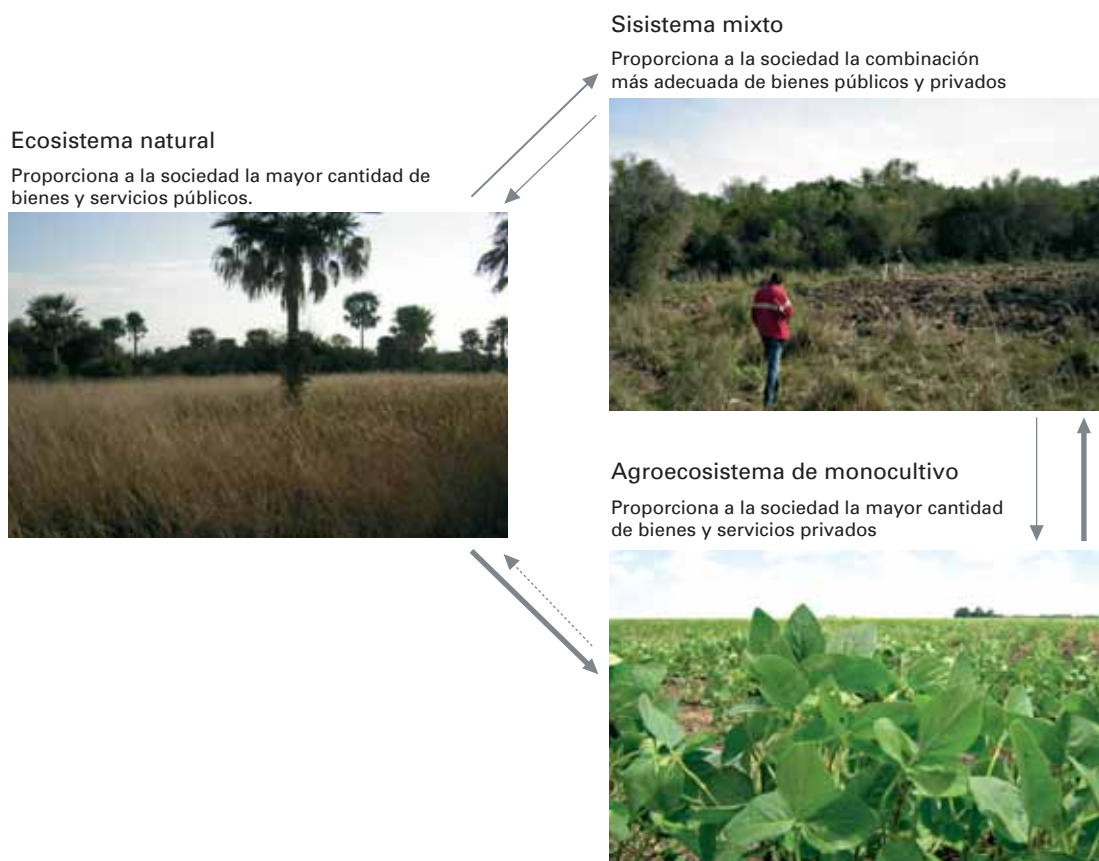 Sisistema mixto
Proporciona a la sociedad la combinación
más adecuada de bienes públicos y privados
Ecosistema natural
Proporciona a la sociedad la mayor cantidad de
bienes y servicios públicos.
Agroecosistema de monocultivo
Proporciona a la sociedad la mayor cantidad
de bienes y servicios privados